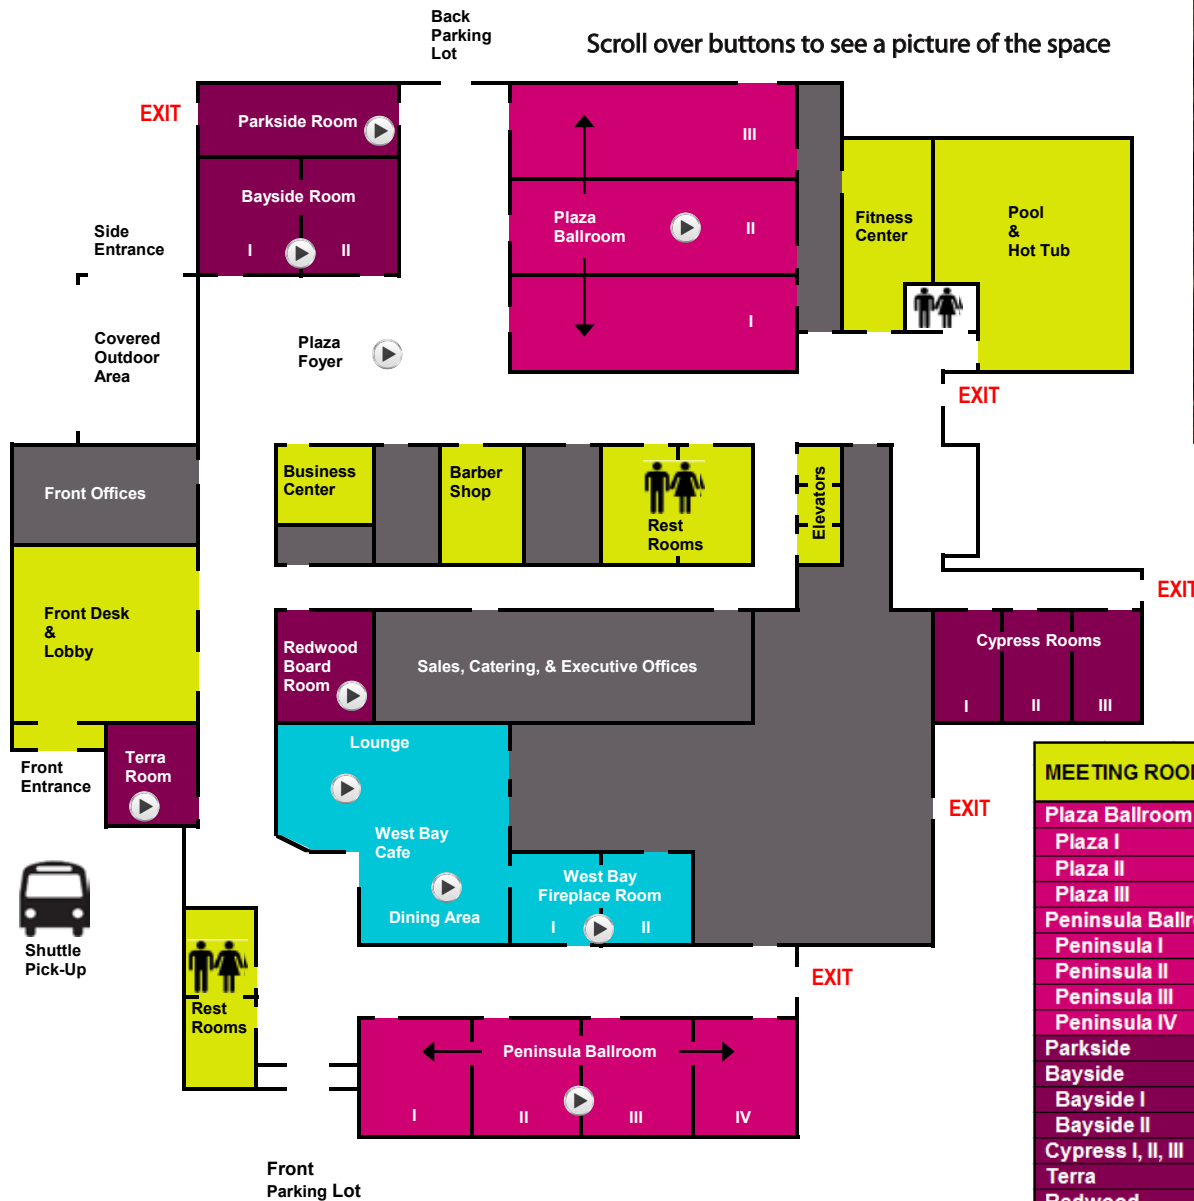 Back
Parking
Lot
Scroll over buttons to see a picture of the space
EXIT
Parkside Room
Bayside Room
I
II
Side
Entrance
Covered
Outdoor
Area
Plaza
Foyer
Plaza
Ballroom
III
II
I
Fitness
Center
Pool
&
Hot Tub
EXIT
Front Offices
Business
Center
Barber
Shop
Rest
Rooms
Elevators
EXIT
Front Desk
&
Lobby
Redwood
Board
Room
Sales, Catering, & Executive Offices
Cypress Rooms
I
II
III
Front
Entrance
Terra
Room
Lounge
West Bay
Cafe
Dining Area
West Bay
Fireplace Room
I
II
EXIT
Shuttle
Pick-Up
Rest
Rooms
EXIT
Peninsula Ballroom
I
II
III
IV
Front
Parking Lot
MEETING ROO
Plaza Ballroom
Plaza I
Plaza II
Plaza III
Peninsula Ballr
Peninsula I
Peninsula II
Peninsula III
Peninsula IV
Parkside
Bayside
Bayside I
Bayside II
Cypress I, II, III
Terra
Redwood